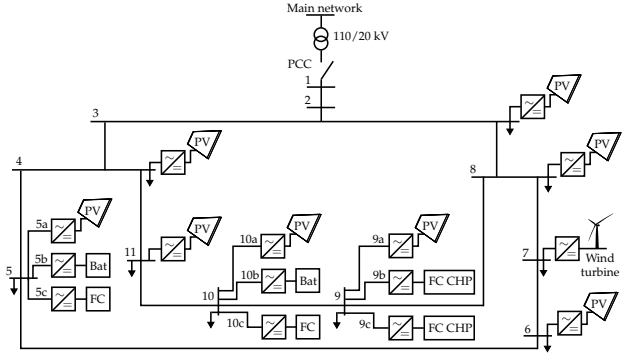 Main network
110/20 kV
PCC
1
2
3
PV
4
PV
8
PV
5a
PV
11
PV
10a
PV
9a
PV
7
Wind
turbine
5b
Bat
5
10b
Bat
9b
FC CHP
5c
FC
10
9
PV
10c
FC
9c
FC CHP
6